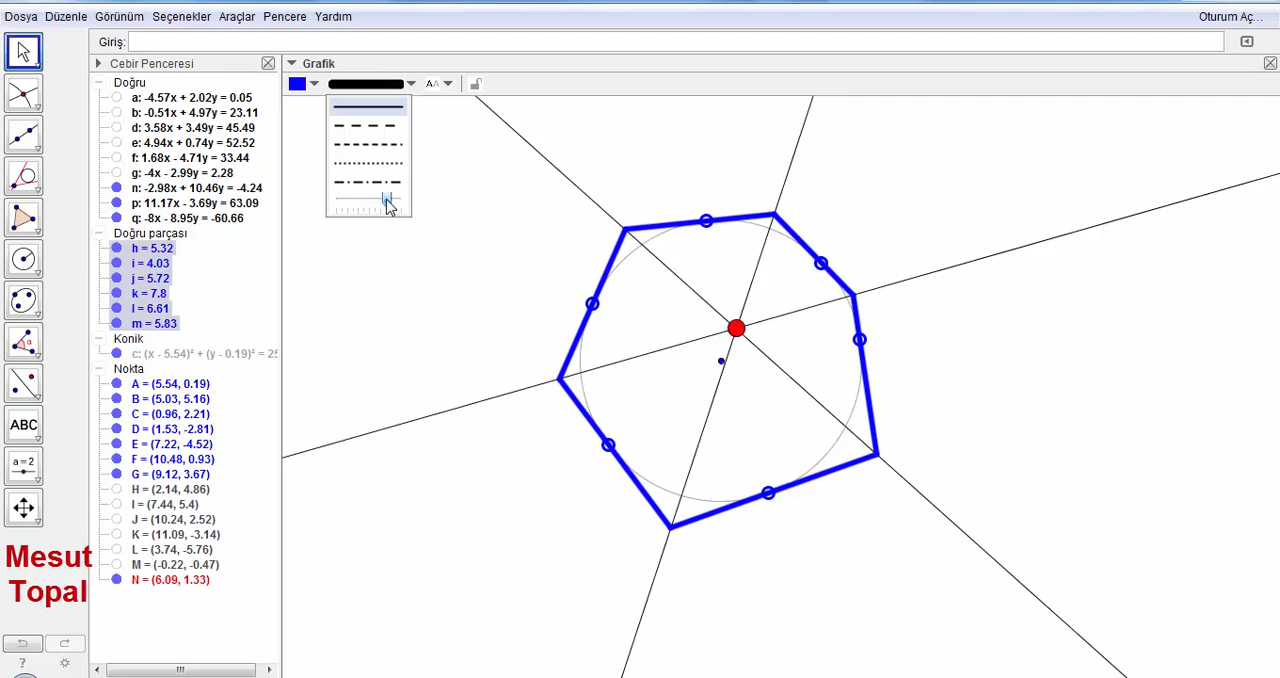 Dosya Düzenle Görünüm Seçenekler Araçlar Pencere Yardım Oturum Aç...
Giriş:
Cebir Penceresi Grafik
Doğru
a: -4.57x + 2.02y = 0.05
b: -0.51x + 4.97y = 23.11
d: 3.58x + 3.49y = 45.49
e: 4.94x + 0.74y = 52.52
f: 1.68x - 4.71y = 33.44
g: -4x - 2.99y = 2.28
n: -2.98x + 10.46y = -4.24
p: 11.17x - 3.69y = 63.09
q: -8x - 8.95y = -60.66
Doğru parçası
h = 5.32
i = 4.03
j = 5.72
k = 7.8
l = 6.61
m = 5.83
Konik
c: (x - 5.54)² + (y - 0.19)² = 25
Nokta
A = (5.54, 0.19)
B = (5.03, 5.16)
C = (0.96, 2.21)
D = (1.53, -2.81)
E = (7.22, -4.52)
F = (10.48, 0.93)
G = (9.12, 3.67)
H = (2.14, 4.86)
I = (7.44, 5.4)
J = (10.24, 2.52)
K = (11.09, -3.14)
L = (3.74, -5.76)
M = (-0.22, -0.47)
N = (6.09, 1.33)
AA
α
ABC
a=2
Mesut
Topal
?